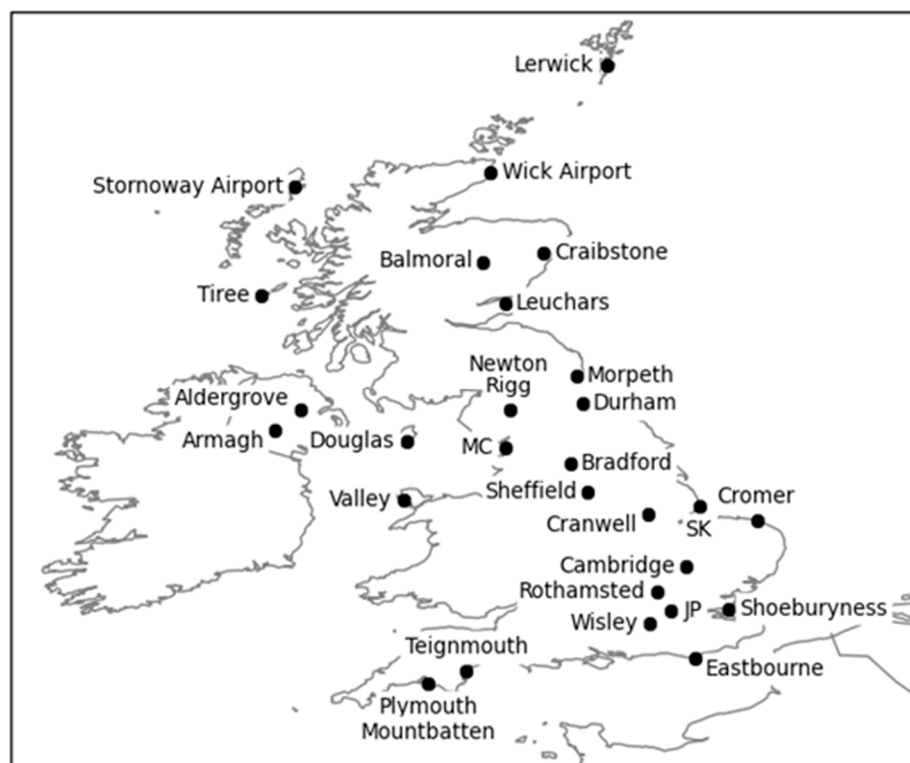 Lerwick
Wick Airport
Stornoway Airport
Craibstone
Balmoral
Tiree
Leuchars
Newton
Rigg
Morpeth
Aldergrove
Durham
Armagh
Douglas
MC
Bradford
Sheffield
Valley
Cromer
Cranwell
SK
Cambridge
Rothamsted
JP
Shoeburyness
Wisley
Teignmouth
Eastbourne
Plymouth
Mountbatten